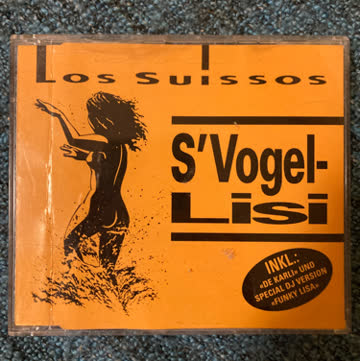 Los Suissos
S'Vogel-
Lisi
INKL.:
«DE KARLI» UND
SPECIAL DJ VERSION
«FUNKY LISA»